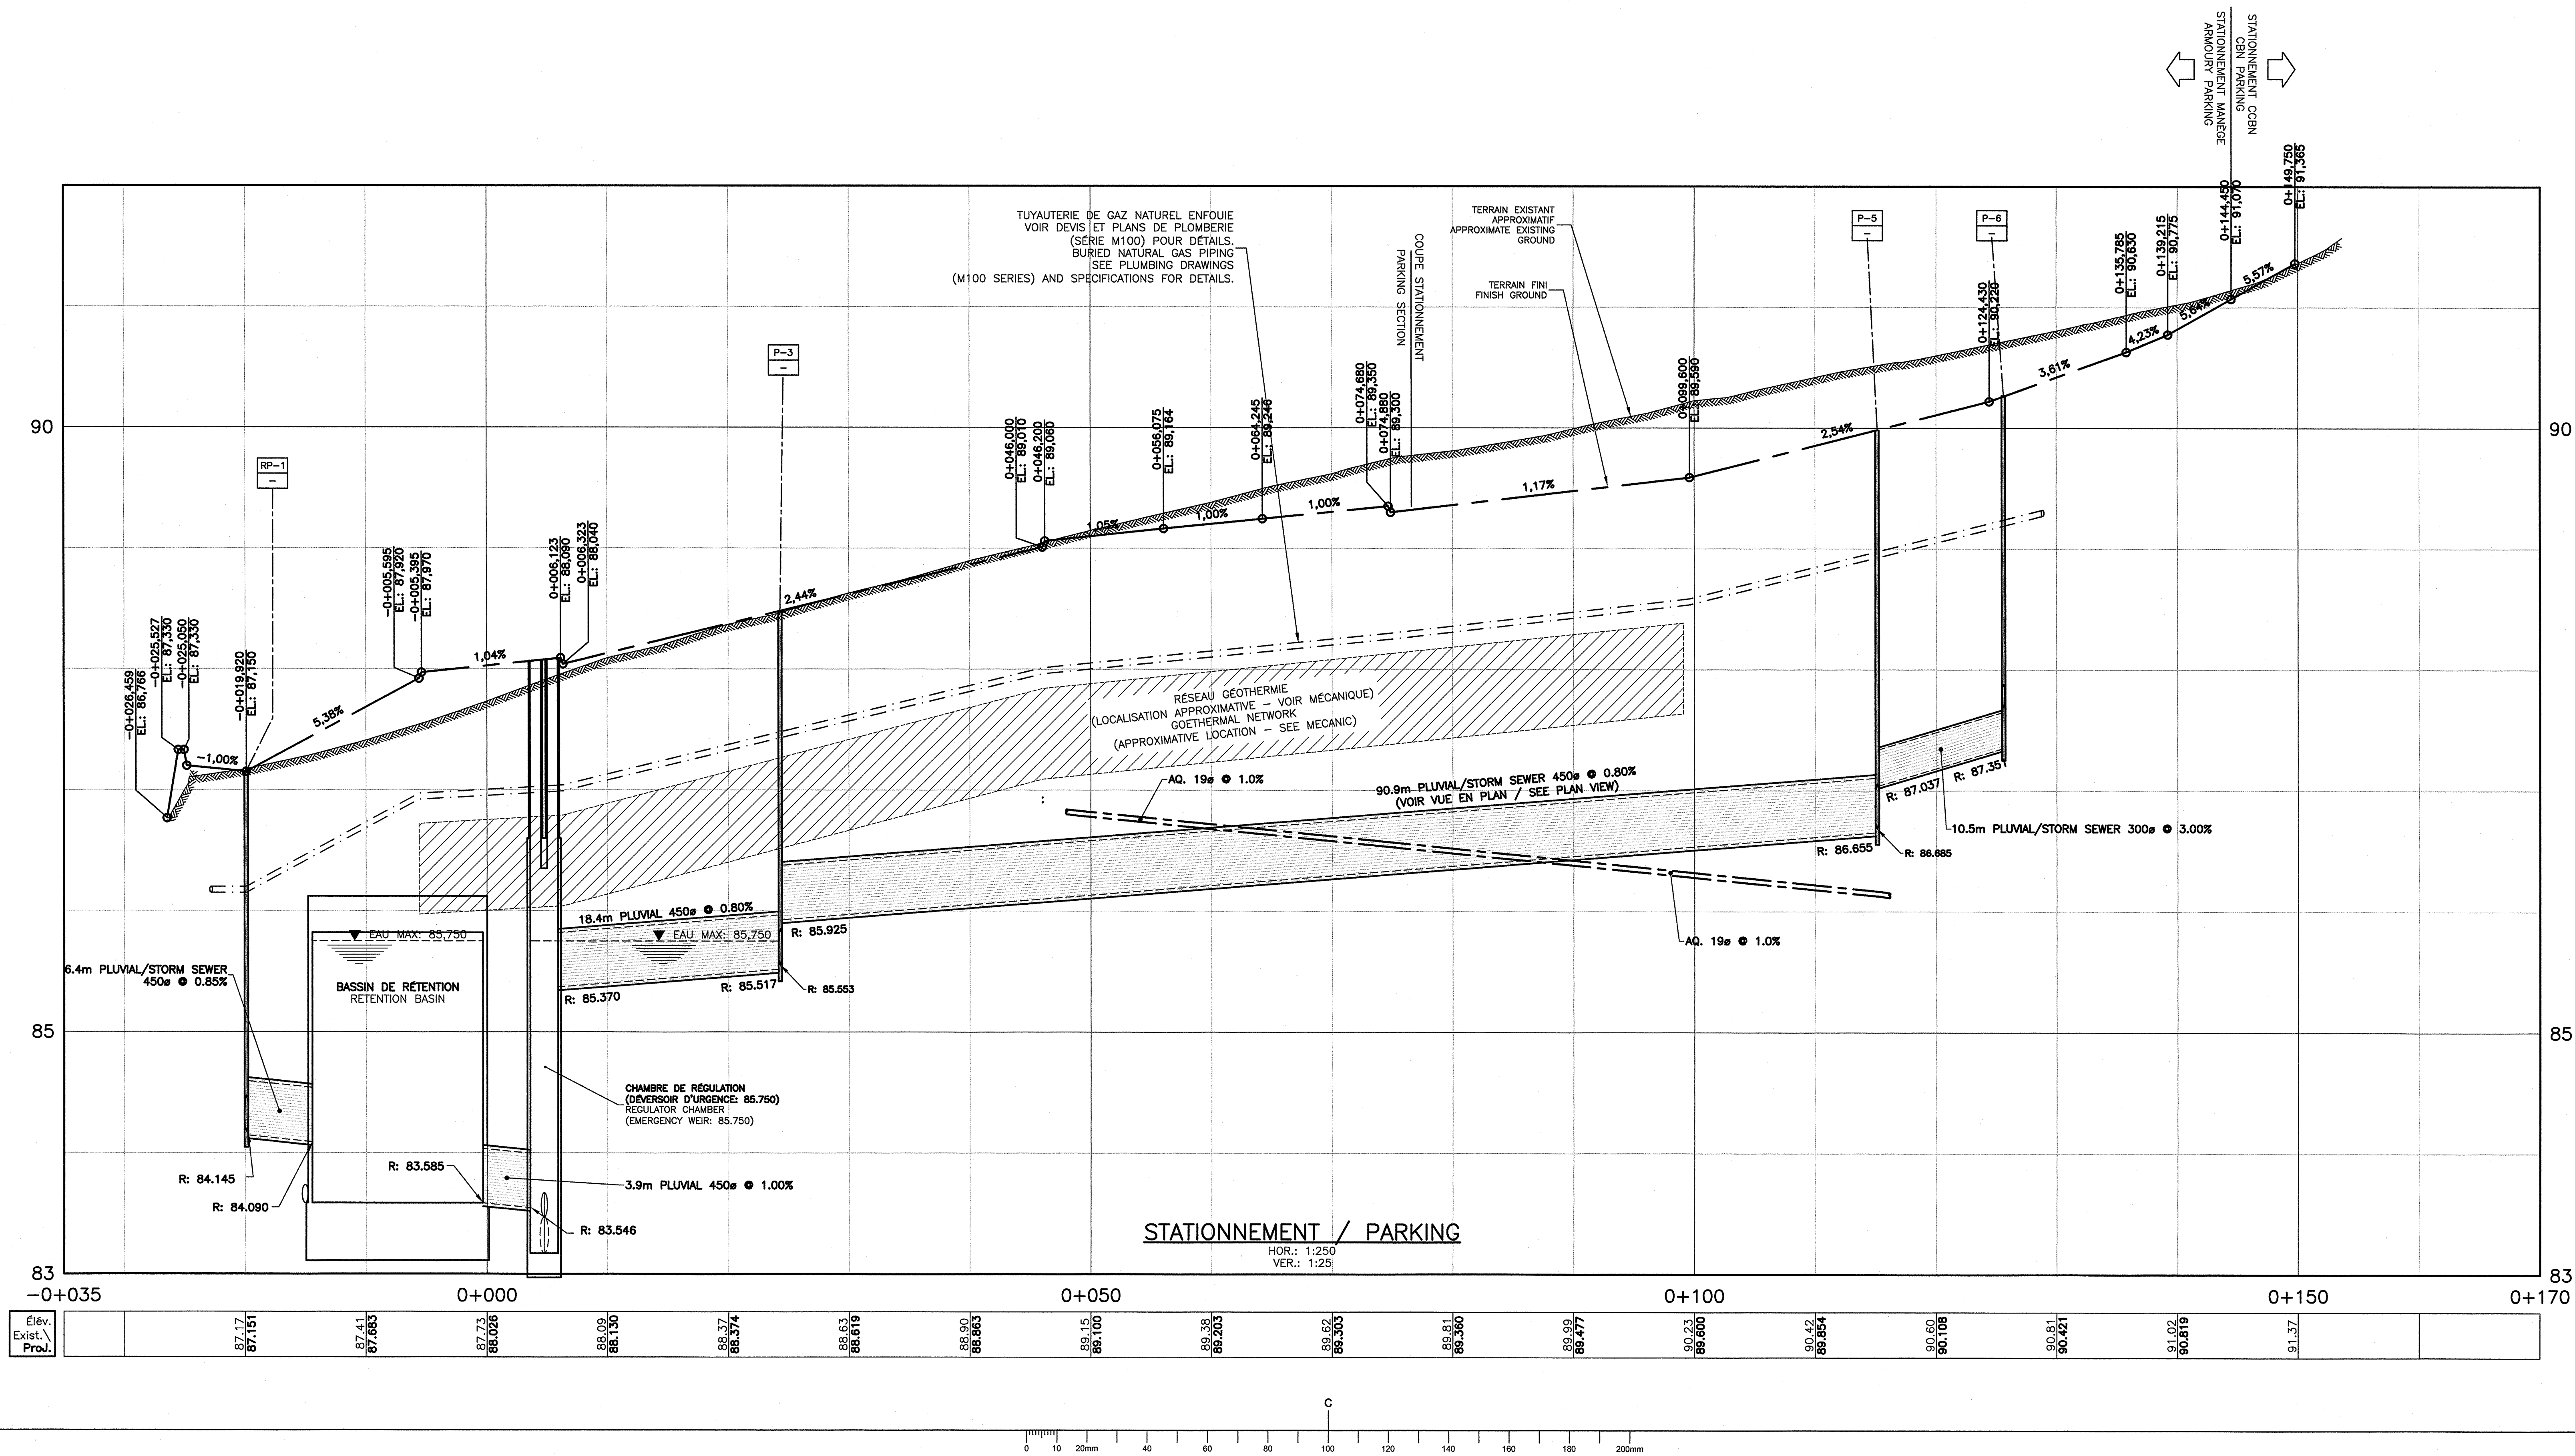 STATIONNEMENT CCBN
CBN PARKING
STATIONNEMENT MANÈGE
ARMOURY PARKING
0+149,750
EL.: 91,365
0+144,450
EL.: 91,070
0+139,215
EL.: 90,775
0+135,785
EL.: 90,630
TUYAUTERIE DE GAZ NATUREL ENFOUIE
VOIR DEVIS ET PLANS DE PLOMBERIE
(SÉRIE M100) POUR DÉTAILS.
BURIED NATURAL GAS PIPING
SEE PLUMBING DRAWINGS
(M100 SERIES) AND SPECIFICATIONS FOR DETAILS.
TERRAIN EXISTANT
APPROXIMATIF
APPROXIMATE EXISTING
GROUND
COUPE STATIONNEMENT
PARKING SECTION
TERRAIN FINI
FINISH GROUND
P-5
-
P-6
-
0+124,430
EL.: 90,220
5,57%
5,64%
4,23%
3,61%
2,54%
P-3
-
RP-1
-
90
90
0+099,600
EL.: 89,590
0+074,680
EL.: 89,350
0+074,880
EL.: 89,300
0+064,245
EL.: 89,246
0+056,075
EL.: 89,164
0+046,000
EL.: 89,010
0+046,200
EL.: 89,060
1,05%
1,00%
1,00%
1,17%
2,44%
0+006,123
EL.: 88,090
0+006,323
EL.: 88,040
-0+005,595
EL.: 87,920
-0+005,395
EL.: 87,970
1,04%
5,38%
-0+026,459
EL.: 86,766
-0+025,527
EL.: 87,330
-0+025,050
EL.: 87,330
-0+019,920
EL.: 87,150
-1,00%
RÉSEAU GÉOTHERMIE
(LOCALISATION APPROXIMATIVE - VOIR MÉCANIQUE)
GOETHERMAL NETWORK
(APPROXIMATIVE LOCATION - SEE MECANIC)
AQ. 19ø @ 1.0%
90.9m PLUVIAL/STORM SEWER 450ø @ 0.80%
(VOIR VUE EN PLAN / SEE PLAN VIEW)
R: 87.037
R: 87.351
10.5m PLUVIAL/STORM SEWER 300ø @ 3.00%
R: 86.655
R: 86.685
AQ. 19ø @ 1.0%
18.4m PLUVIAL 450ø @ 0.80%
R: 85.925
EAU MAX: 85,750
EAU MAX: 85,750
6.4m PLUVIAL/STORM SEWER
450ø @ 0.85%
BASSIN DE RÉTENTION
RETENTION BASIN
R: 85.370
R: 85.517
R: 85.553
85
85
CHAMBRE DE RÉGULATION
(DÉVERSOIR D'URGENCE: 85.750)
REGULATOR CHAMBER
(EMERGENCY WEIR: 85.750)
R: 84.145
R: 84.090
R: 83.585
3.9m PLUVIAL 450ø @ 1.00%
R: 83.546
STATIONNEMENT / PARKING
HOR.: 1:250
VER.: 1:25
83
83
-0+035
0+000
0+050
0+100
0+150
0+170
Élév.
Exist.\
ProJ.
87.17
87.151
87.41
87.683
87.73
88.026
88.09
88.130
88.37
88.374
88.63
88.619
88.90
88.863
89.15
89.100
89.38
89.203
89.62
89.303
89.81
89.360
89.99
89.477
90.23
89.600
90.42
89.854
90.60
90.108
90.81
90.421
91.02
90.819
91.37
C
0 10 20mm 40 60 80 100 120 140 160 180 200mm